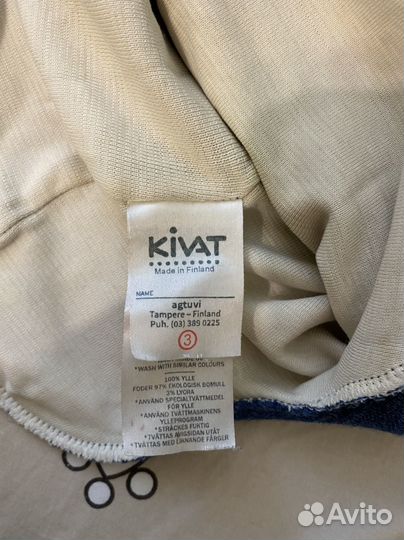 KIVAT
Made in Finland
NAME
agtuvi
Tampere – Finland
Puh. (03) 389 0225
3
*WASH WITH SIMILAR COLOURS
100% YLLE
FODER 97% EKOLOGISK BOMULL
3% LYCRA
*ANVÄND SPECIALTVÄTTMEDEL
FÖR YLLE
*ANVÄND TVÄTTMASKINENS
YLLEPROGRAM
*STRÄCKES FUKTIG
*TVÄTTAS AVIGSIDAN UTÅT
*TVÄTTAS MED LIKNANDE FÄRGER
Avito